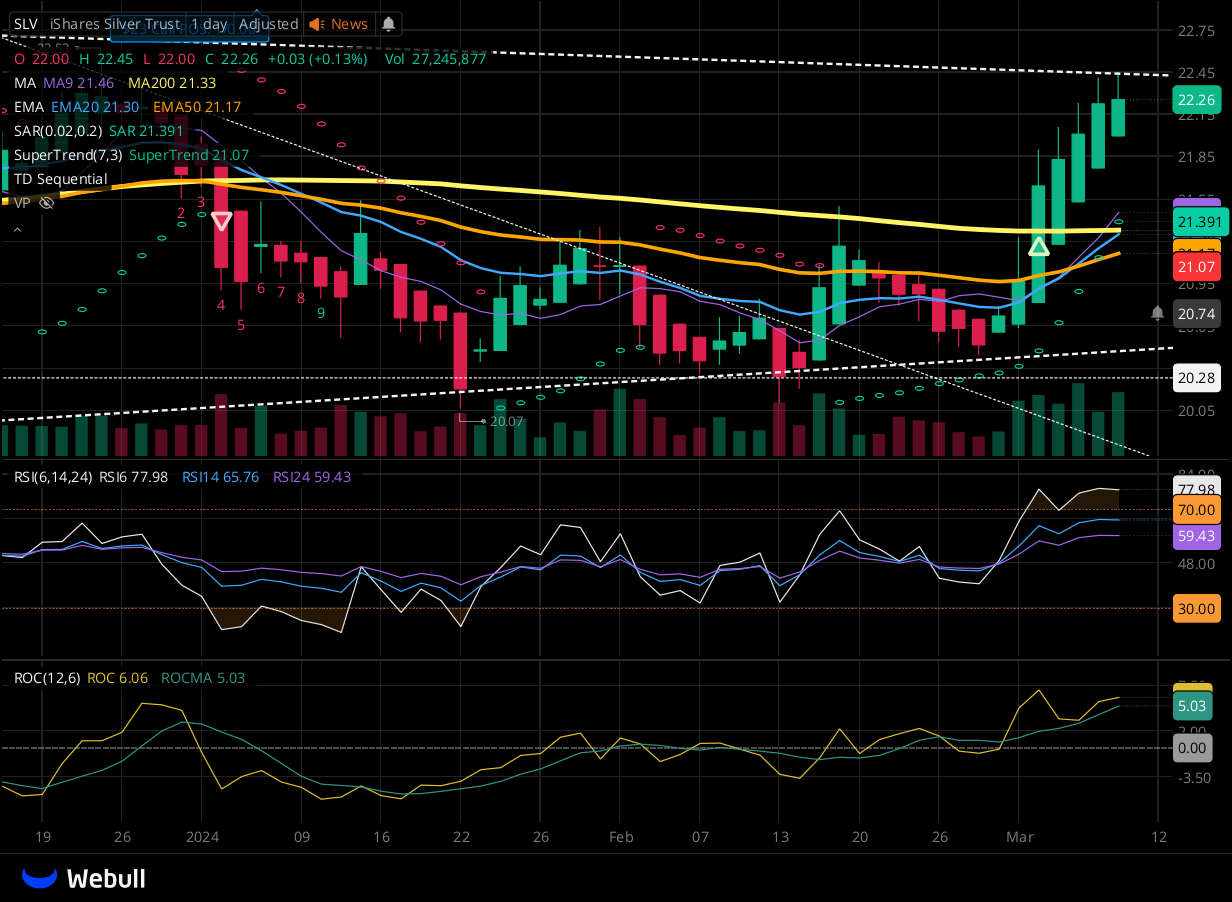 SLV iShares Silver Trust 1 day Adjusted News
O 22.00 H 22.45 L 22.00 C 22.26 +0.03 (+0.13%) Vol 27,245,877
MA MA9 21.46 MA200 21.33
EMA EMA20 21.30 EMA50 21.17
SAR(0.02,0.2) SAR 21.391
SuperTrend(7,3) SuperTrend 21.07
TD Sequential
VP
22.75
22.45
22.26
22.15
21.85
21.391
21.07
20.95
20.74
20.28
20.05
2
3
4
5
6
7
8
9
20.07
RSI(6,14,24) RSI6 77.98 RSI14 65.76 RSI24 59.43
77.98
70.00
59.43
48.00
30.00
ROC(12,6) ROC 6.06 ROCMA 5.03
5.03
2.00
0.00
-3.50
19 26 2024 09 16 22 26 Feb 07 13 20 26 Mar 12
Webull